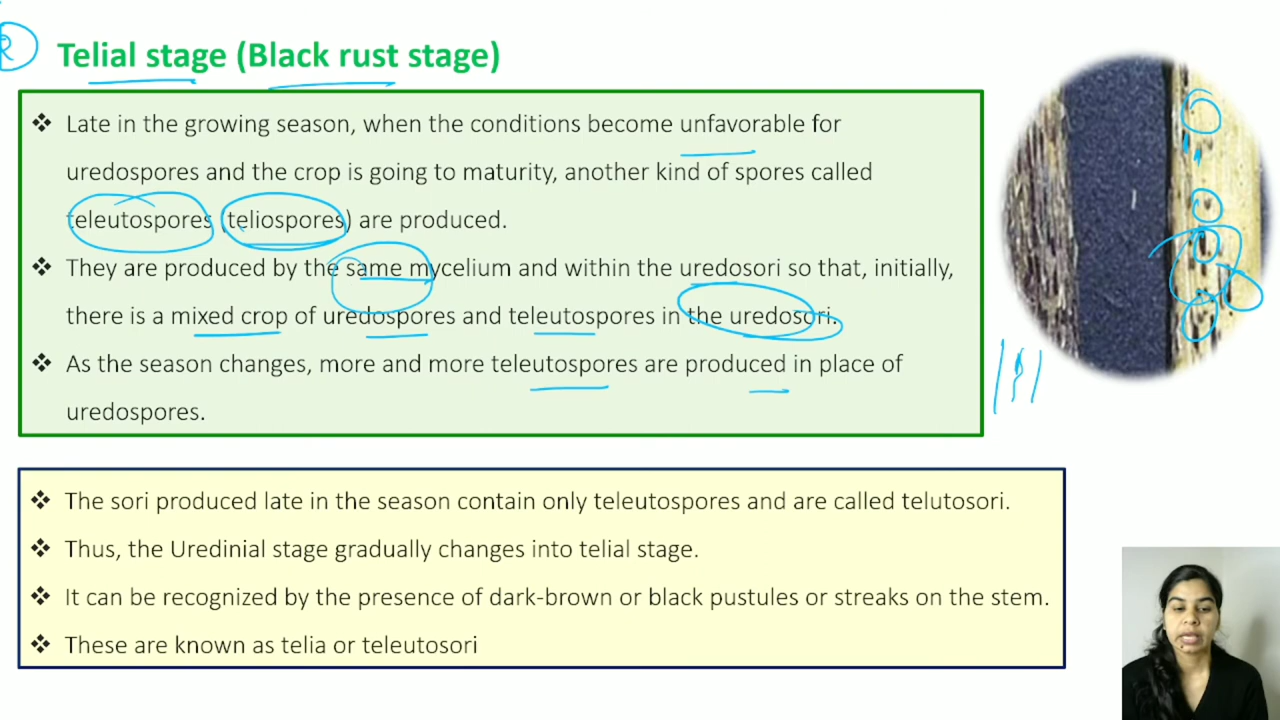 Telial stage (Black rust stage)
❖ Late in the growing season, when the conditions become unfavorable for
uredospores and the crop is going to maturity, another kind of spores called
teleutospores (teliospores) are produced.
❖ They are produced by the same mycelium and within the uredosori so that, initially,
there is a mixed crop of uredospores and teleutospores in the uredosori.
❖ As the season changes, more and more teleutospores are produced in place of
uredospores.
❖ The sori produced late in the season contain only teleutospores and are called telutosori.
❖ Thus, the Uredinial stage gradually changes into telial stage.
❖ It can be recognized by the presence of dark-brown or black pustules or streaks on the stem.
❖ These are known as telia or teleutosori